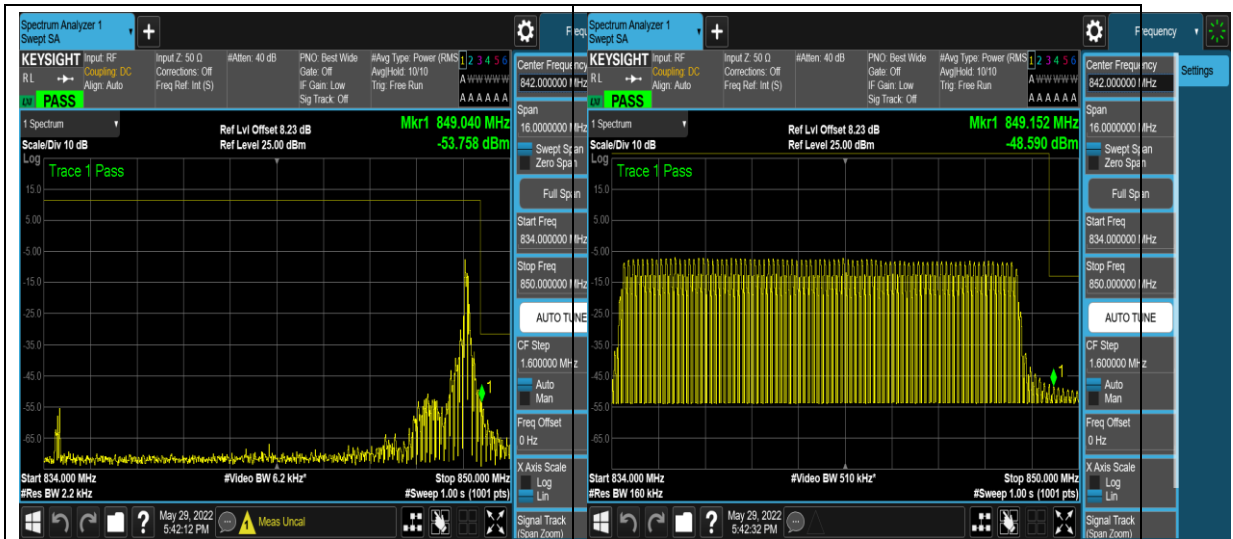 Spectrum Analyzer 1
Swept SA
+
KEYSIGHT
Input: RF
Coupling: DC
Align: Auto
Input Z: 50 Ω
Corrections: Off
Freq Ref: Int (S)
#Atten: 40 dB
PNO: Best Wide
Gate: Off
IF Gain: Low
Sig Track: Off
#Avg Type: Power (RMS
Avg|Hold: 10/10
Trig: Free Run
1 2 3 4 5 6
A W W W W W
A A A A A A
RL
PASS
1 Spectrum
Scale/Div 10 dB
Ref Lvl Offset 8.23 dB
Ref Level 25.00 dBm
Mkr1 849.040 MHz
-53.758 dBm
Log
Trace 1 Pass
15.0
5.00
-5.00
-15.0
-25.0
-35.0
-45.0
-55.0
-65.0
1
Start 834.000 MHz
#Res BW 2.2 kHz
#Video BW 6.2 kHz*
Stop 850.000 MHz
#Sweep 1.00 s (1001 pts)
?
May 29, 2022
5:42:12 PM
Meas Uncal
Center Frequency
842.000000 MHz
Span
16.0000000 MHz
Swept Span
Zero Span
Full Span
Start Freq
834.000000 MHz
Stop Freq
850.000000 MHz
AUTO TUNE
CF Step
1.600000 MHz
Auto
Man
Freq Offset
0 Hz
X Axis Scale
Log
Lin
Signal Track
(Span Zoom)
Spectrum Analyzer 1
Swept SA
+
KEYSIGHT
Input: RF
Coupling: DC
Align: Auto
Input Z: 50 Ω
Corrections: Off
Freq Ref: Int (S)
#Atten: 40 dB
PNO: Best Wide
Gate: Off
IF Gain: Low
Sig Track: Off
#Avg Type: Power (RMS
Avg|Hold: 10/10
Trig: Free Run
1 2 3 4 5 6
A W W W W W
A A A A A A
RL
PASS
1 Spectrum
Scale/Div 10 dB
Ref Lvl Offset 8.23 dB
Ref Level 25.00 dBm
Mkr1 849.152 MHz
-48.590 dBm
Log
Trace 1 Pass
15.0
5.00
-5.00
-15.0
-25.0
-35.0
-45.0
-55.0
-65.0
1
Start 834.000 MHz
#Res BW 160 kHz
#Video BW 510 kHz*
Stop 850.000 MHz
#Sweep 1.00 s (1001 pts)
?
May 29, 2022
5:42:32 PM
Frequency
Settings
Center Frequency
842.000000 MHz
Span
16.0000000 MHz
Swept Span
Zero Span
Full Span
Start Freq
834.000000 MHz
Stop Freq
850.000000 MHz
AUTO TUNE
CF Step
1.600000 MHz
Auto
Man
Freq Offset
0 Hz
X Axis Scale
Log
Lin
Signal Track
(Span Zoom)